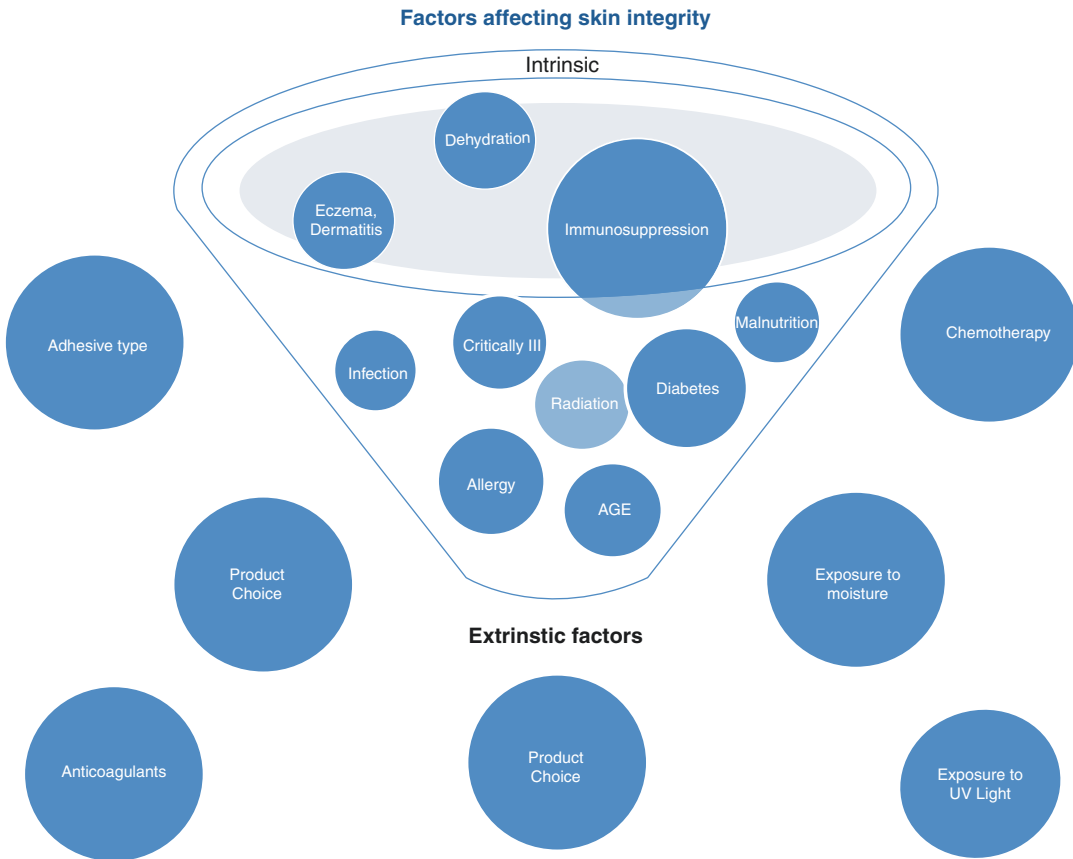 Factors affecting skin integrity
Intrinsic
Dehydration
Eczema,
Dermatitis
Immunosuppression
Malnutrition
Adhesive type
Critically III
Chemotherapy
Infection
Radiation
Diabetes
Allergy
AGE
Product
Choice
Exposure to
moisture
Extrinstic factors
Anticoagulants
Product
Choice
Exposure to
UV Light